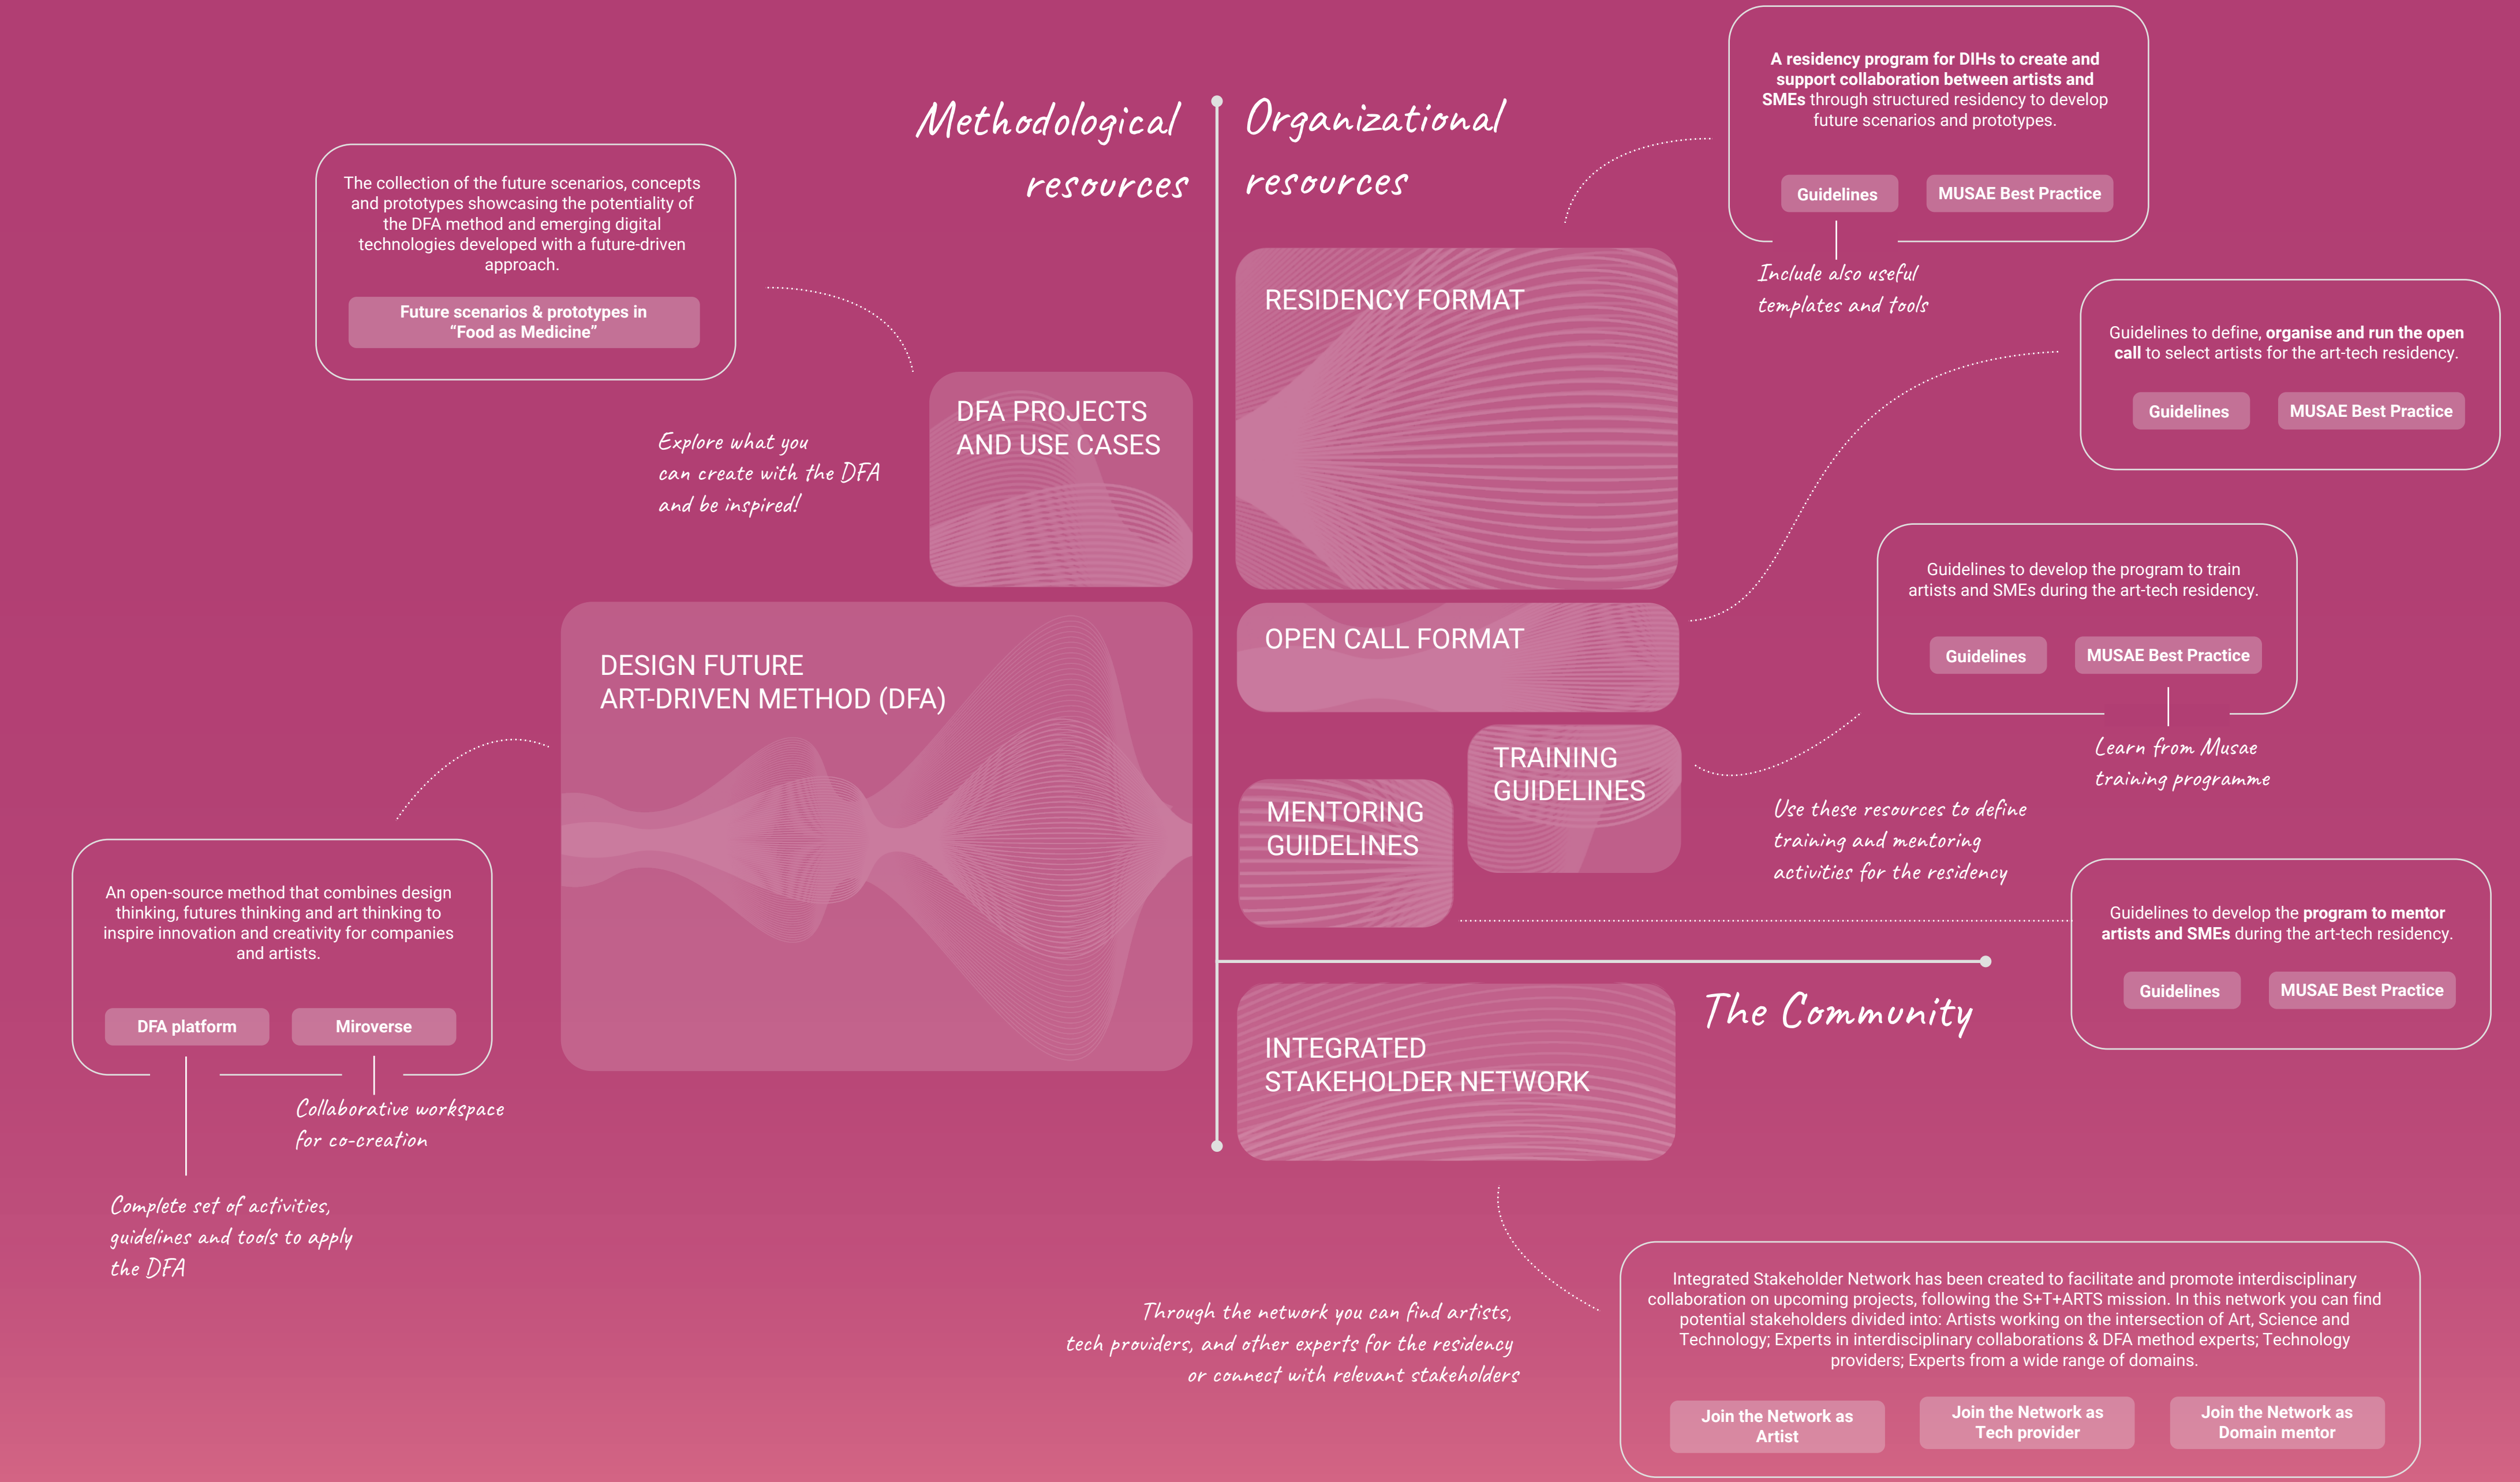 Methodological
resources
Organizational
resources
The collection of the future scenarios, concepts
and prototypes showcasing the potentiality of
the DFA method and emerging digital
technologies developed with a future-driven
approach.
Future scenarios & prototypes in
“Food as Medicine”
Explore what you
can create with the DFA
and be inspired!
DFA PROJECTS
AND USE CASES
DESIGN FUTURE
ART-DRIVEN METHOD (DFA)
An open-source method that combines design
thinking, futures thinking and art thinking to
inspire innovation and creativity for companies
and artists.
DFA platform
Miroverse
Collaborative workspace
for co-creation
Complete set of activities,
guidelines and tools to apply
the DFA
RESIDENCY FORMAT
A residency program for DIHs to create and
support collaboration between artists and
SMEs through structured residency to develop
future scenarios and prototypes.
Guidelines
MUSAE Best Practice
Include also useful
templates and tools
OPEN CALL FORMAT
Guidelines to define, organise and run the open
call to select artists for the art-tech residency.
Guidelines
MUSAE Best Practice
TRAINING
GUIDELINES
Guidelines to develop the program to train
artists and SMEs during the art-tech residency.
Guidelines
MUSAE Best Practice
Learn from Musae
training programme
Use these resources to define
training and mentoring
activities for the residency
MENTORING
GUIDELINES
Guidelines to develop the program to mentor
artists and SMEs during the art-tech residency.
Guidelines
MUSAE Best Practice
The Community
INTEGRATED
STAKEHOLDER NETWORK
Through the network you can find artists,
tech providers, and other experts for the residency
or connect with relevant stakeholders
Integrated Stakeholder Network has been created to facilitate and promote interdisciplinary
collaboration on upcoming projects, following the S+T+ARTS mission. In this network you can find
potential stakeholders divided into: Artists working on the intersection of Art, Science and
Technology; Experts in interdisciplinary collaborations & DFA method experts; Technology
providers; Experts from a wide range of domains.
Join the Network as
Artist
Join the Network as
Tech provider
Join the Network as
Domain mentor